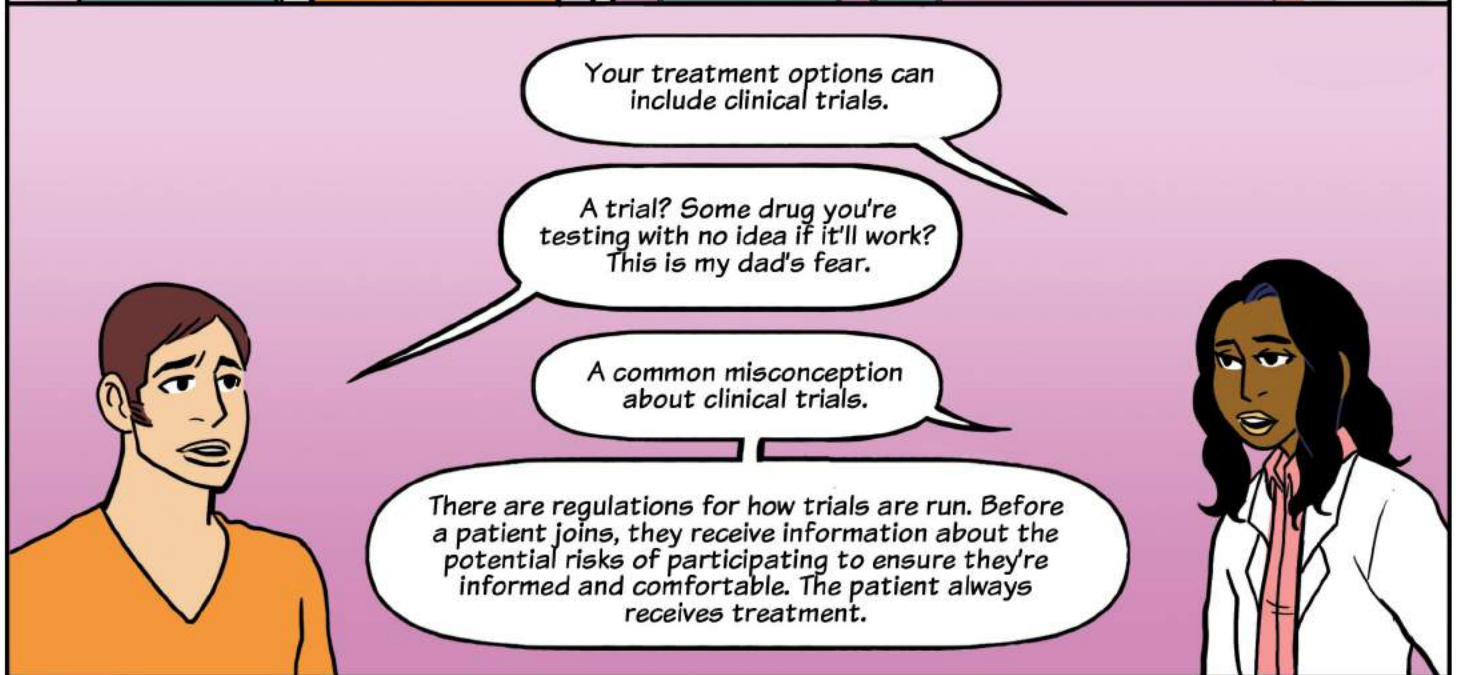 Your treatment options can
include clinical trials.
A trial? Some drug you're
testing with no idea if it'll work?
This is my dad's fear.
A common misconception
about clinical trials.
There are regulations for how trials are run. Before
a patient joins, they receive information about the
potential risks of participating to ensure they're
informed and comfortable. The patient always
receives treatment.